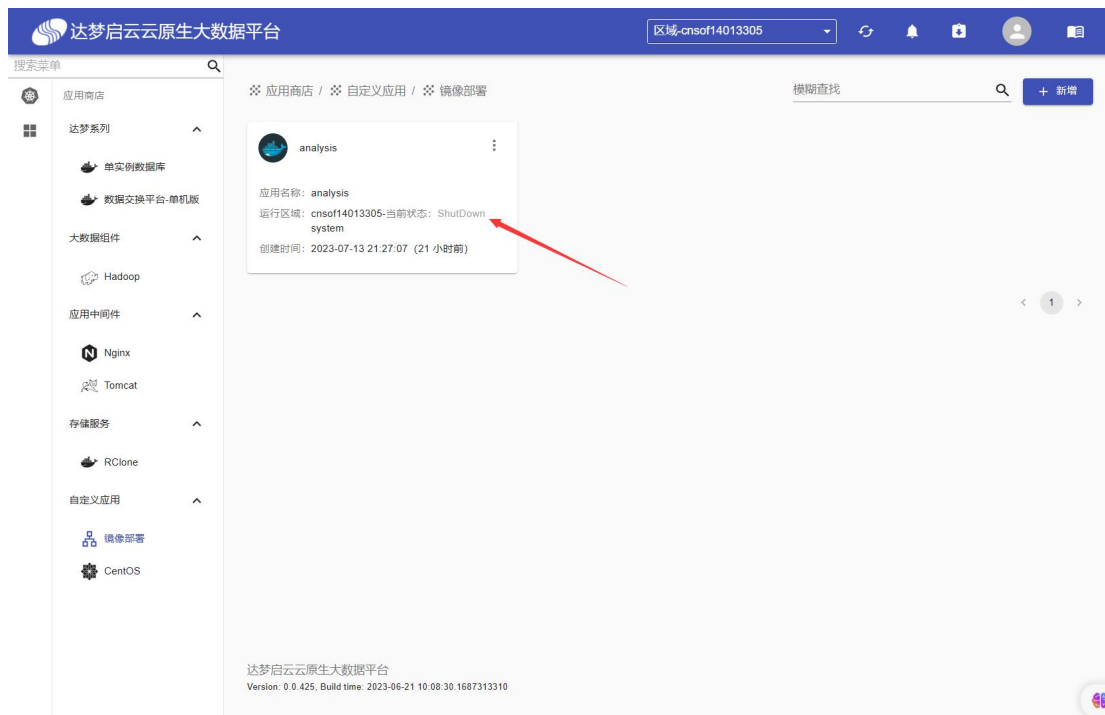 达梦启云云原生大数据平台
区域-cnsof14013305
搜索菜单
应用商店
达梦系列
单实例数据库
数据交换平台-单机版
大数据组件
Hadoop
应用中间件
Nginx
Tomcat
存储服务
RClone
自定义应用
镜像部署
CentOS
应用商店 / 自定义应用 / 镜像部署
模糊查找
+ 新增
analysis
应用名称: analysis
运行区域: cnsof14013305-当前状态: ShutDown
system
创建时间: 2023-07-13 21:27:07 (21 小时前)
< 1 >
达梦启云云原生大数据平台
Version: 0.0.425, Build time: 2023-06-21 10:08:30.1687313310